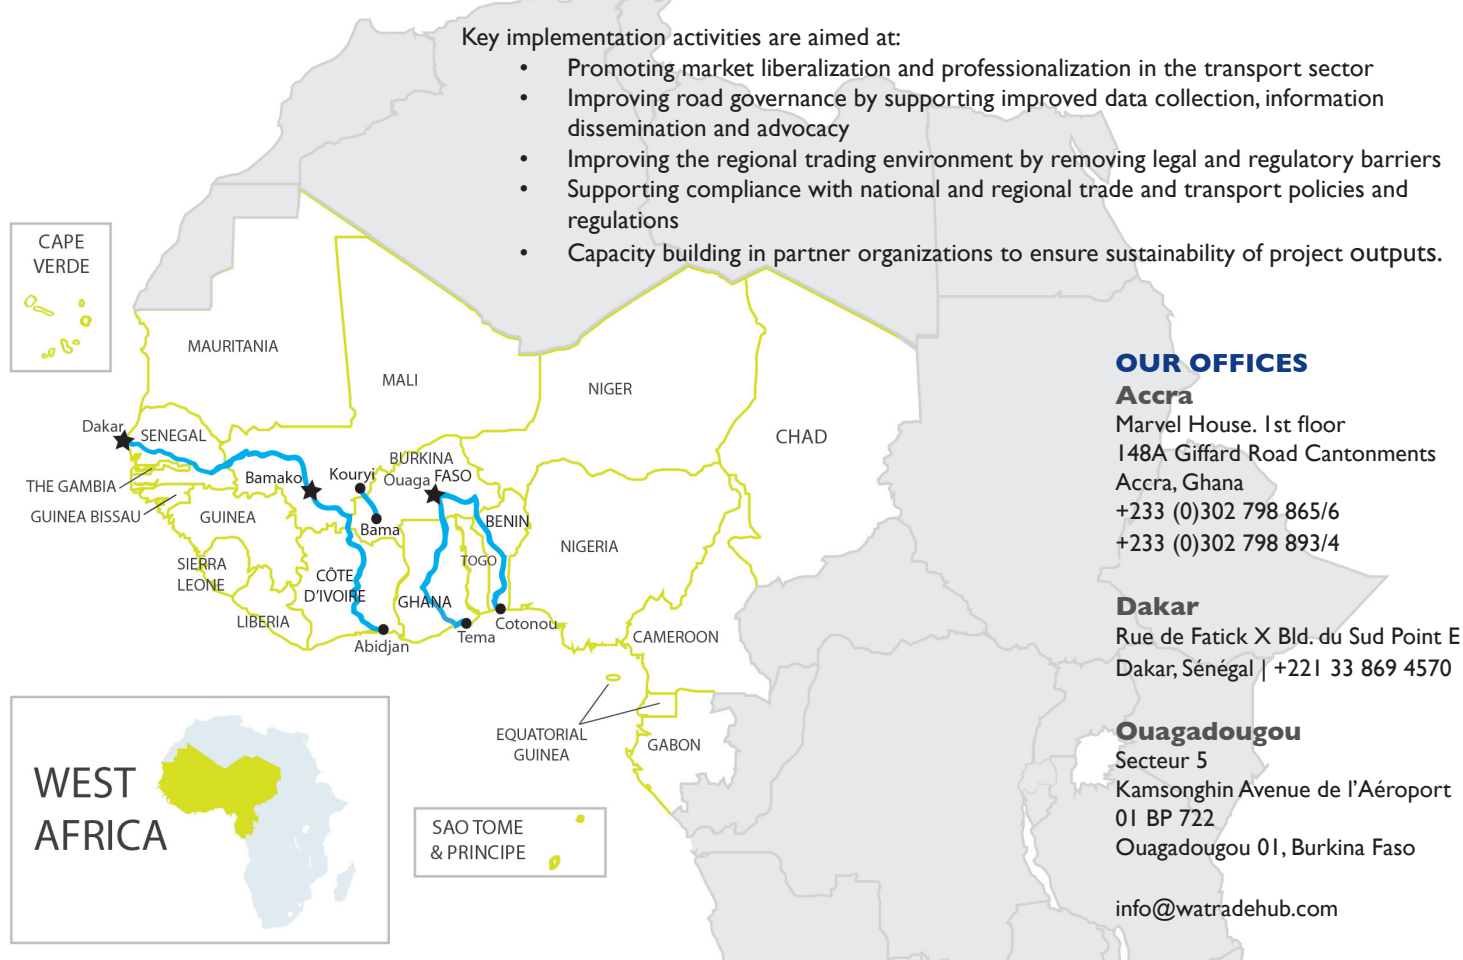 Key implementation activities are aimed at:
• Promoting market liberalization and professionalization in the transport sector
• Improving road governance by supporting improved data collection, information
dissemination and advocacy
• Improving the regional trading environment by removing legal and regulatory barriers
• Supporting compliance with national and regional trade and transport policies and
regulations
• Capacity building in partner organizations to ensure sustainability of project outputs.
CAPE
VERDE
MAURITANIA
MALI
NIGER
CHAD
Dakar
SENEGAL
BURKINA
FASO
Bamako
Kouryi
Ouaga
THE GAMBIA
GUINEA BISSAU
GUINEA
Bama
BENIN
NIGERIA
SIERRA
LEONE
CÔTE
D'IVOIRE
TOGO
GHANA
LIBERIA
Abidjan
Tema
Cotonou
CAMEROON
EQUATORIAL
GUINEA
GABON
WEST
AFRICA
SAO TOME
& PRINCIPE
OUR OFFICES
Accra
Marvel House. 1st floor
148A Giffard Road Cantonments
Accra, Ghana
+233 (0)302 798 865/6
+233 (0)302 798 893/4
Dakar
Rue de Fatick X Bld. du Sud Point E
Dakar, Sénégal | +221 33 869 4570
Ouagadougou
Secteur 5
Kamsonghin Avenue de l'Aéroport
01 BP 722
Ouagadougou 01, Burkina Faso
info@watradehub.com